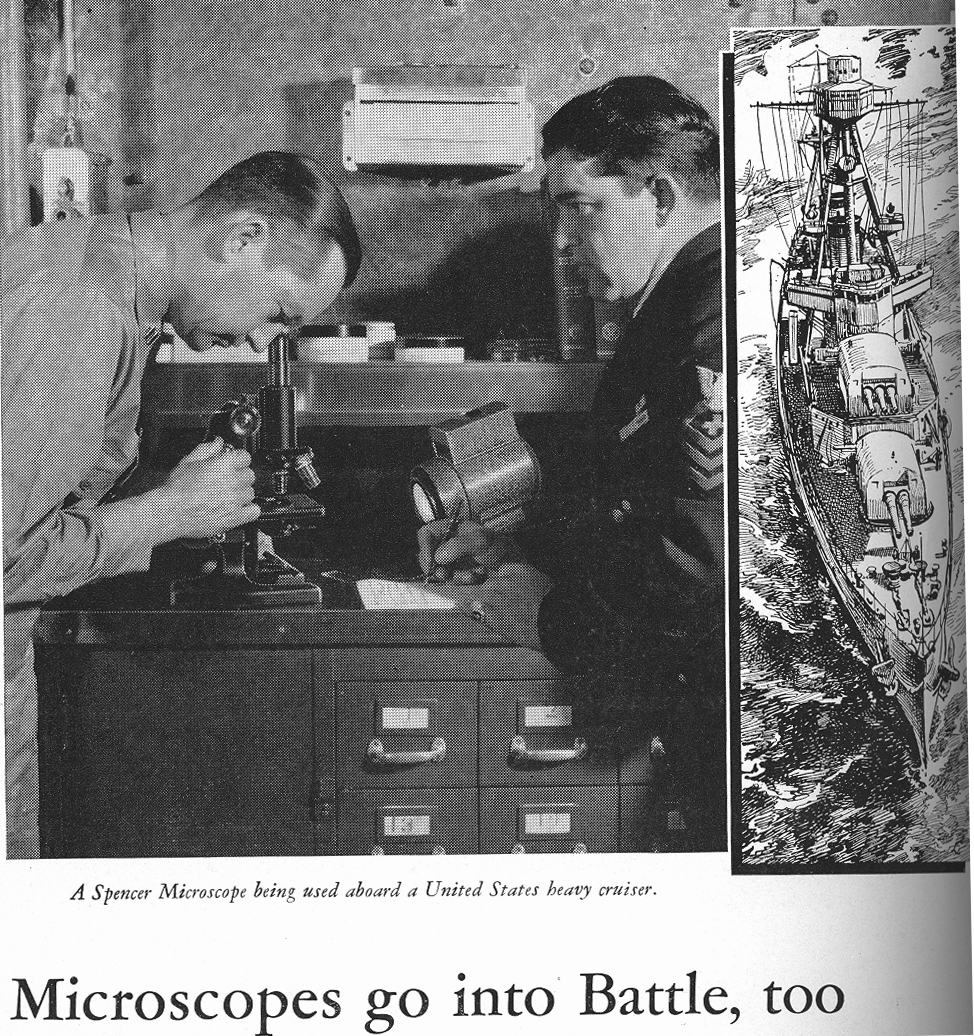 A Spencer Microscope being used aboard a United States heavy cruiser.
Microscopes go into Battle, too